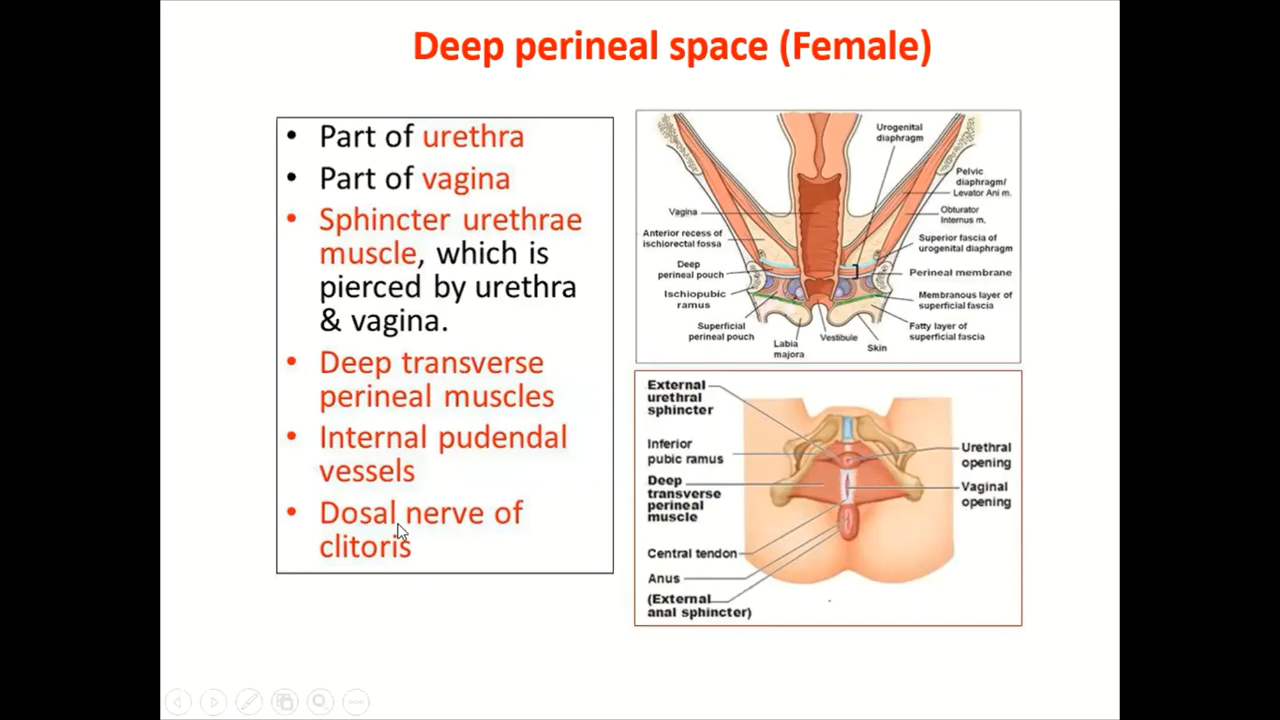 Deep perineal space (Female)
• Part of urethra
• Part of vagina
• Sphincter urethrae
muscle, which is
pierced by urethra
& vagina.
• Deep transverse
perineal muscles
• Internal pudendal
vessels
• Dosal nerve of
clitoris
Urogenital
diaphragm
Vagina
Anterior recess of
ischiorectal fossa
Deep
perineal pouch
Ischiopubic
ramus
Superficial
perineal pouch
Labia
majora
Vestibule
Skin
Pelvic
diaphragm/
Levator Ani m.
Obturator
Internus m.
Superior fascia of
urogenital diaphragm
Perineal membrane
Membranous layer of
superficial fascia
Fatty layer of
superficial fascia
External
urethral
sphincter
Inferior
pubic ramus
Deep
transverse
perineal
muscle
Central tendon
Anus
(External
anal sphincter)
Urethral
opening
Vaginal
opening